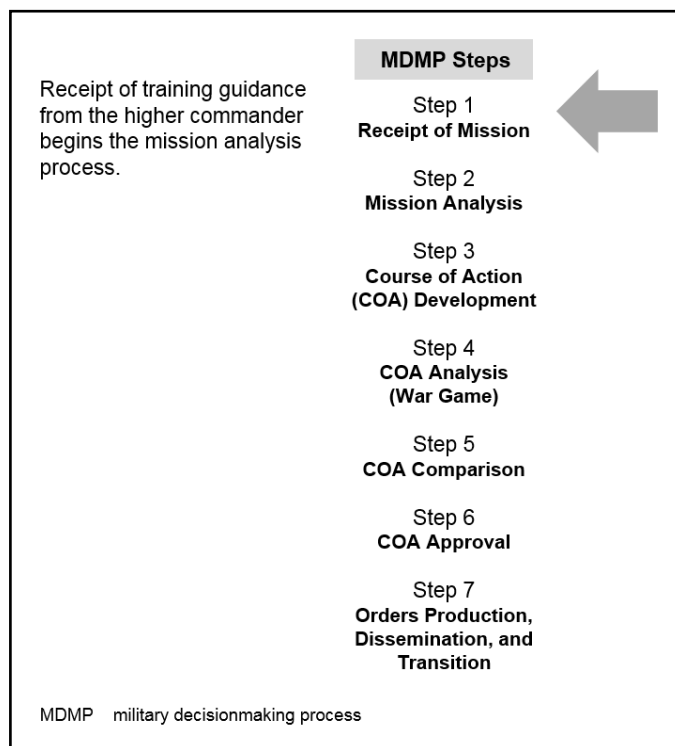 Receipt of training guidance
from the higher commander
begins the mission analysis
process.
MDMP Steps
Step 1
Receipt of Mission
Step 2
Mission Analysis
Step 3
Course of Action
(COA) Development
Step 4
COA Analysis
(War Game)
Step 5
COA Comparison
Step 6
COA Approval
Step 7
Orders Production,
Dissemination, and
Transition
MDMP military decisionmaking process